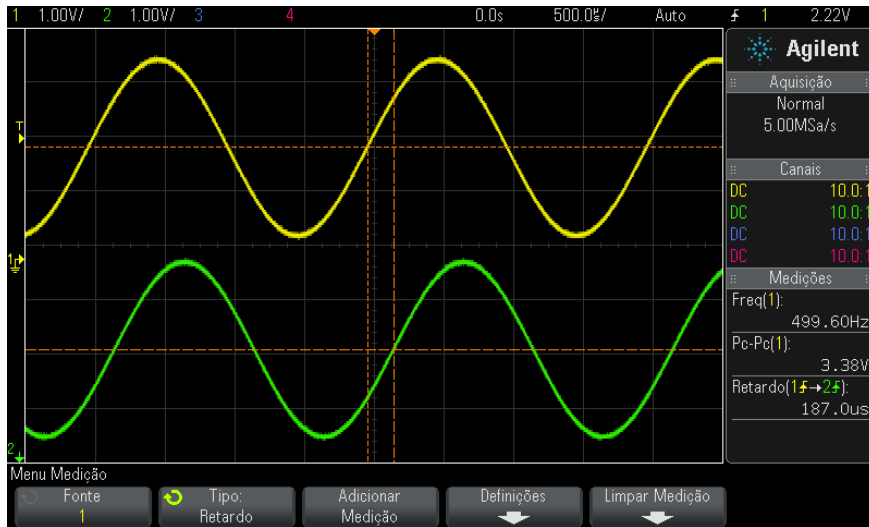 1 1.00V/ 2 1.00V/ 3 4 0.0s 500.0㎲/ Auto 1 2.22V
Agilent
Aquisição
Normal
5.00MSa/s
Canais
DC 10.0:1
DC 10.0:1
DC 10.0:1
DC 10.0:1
Medições
Freq(1):
499.60Hz
Pc-Pc(1):
3.38V
Retardo(1→2):
187.0us
T
1
2
Menu Medição
Fonte
1
Tipo:
Retardo
Adicionar
Medição
Definições
Limpar Medição